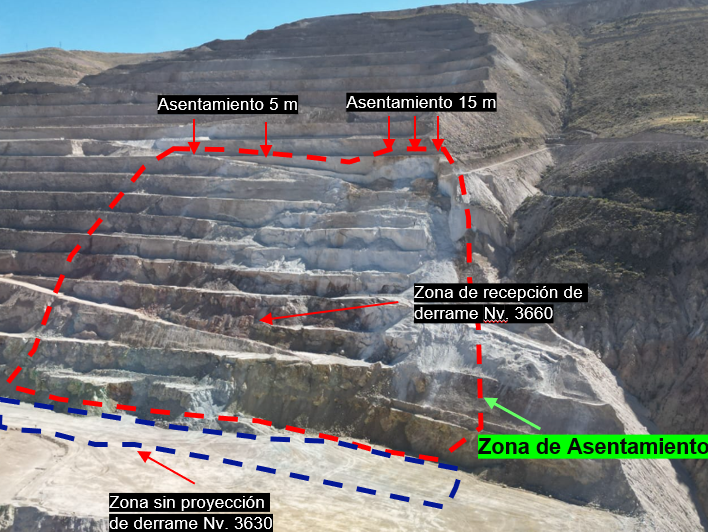 Asentamiento 5 m
Asentamiento 15 m
Zona de recepción de
derrame Nv. 3660
Zona de Asentamiento
Zona sin proyección
de derrame Nv. 3630